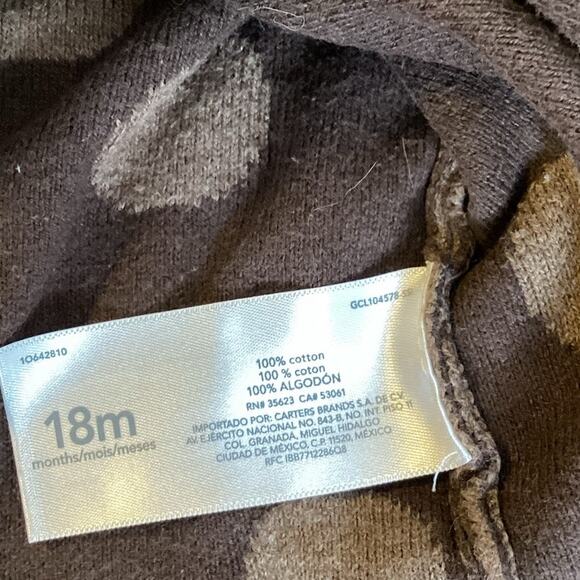 1O642810
18m
months/mois/meses
GCL104578
100% cotton
100 % coton
100% ALGODÓN
RN# 35623 CA# 53061
IMPORTADO POR: CARTERS BRANDS S.A. DE C.V.
AV. EJÉRCITO NACIONAL NO. 843-B, NO. INT. PISO 11
COL. GRANADA, MIGUEL HIDALGO
CIUDAD DE MÉXICO, C.P. 11520, MÉXICO
RFC IBB7712286Q8